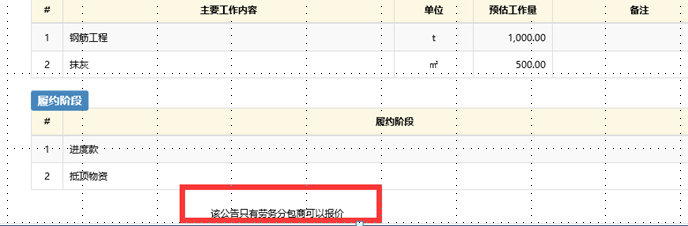 # 主要工作内容 单位 预估工作量 备注
1 钢筋工程 t 1,000.00
2 抹灰 ㎡ 500.00
履约阶段
# 履约阶段
1 进度款
2 抵顶物资
该公告只有劳务分包商可以报价